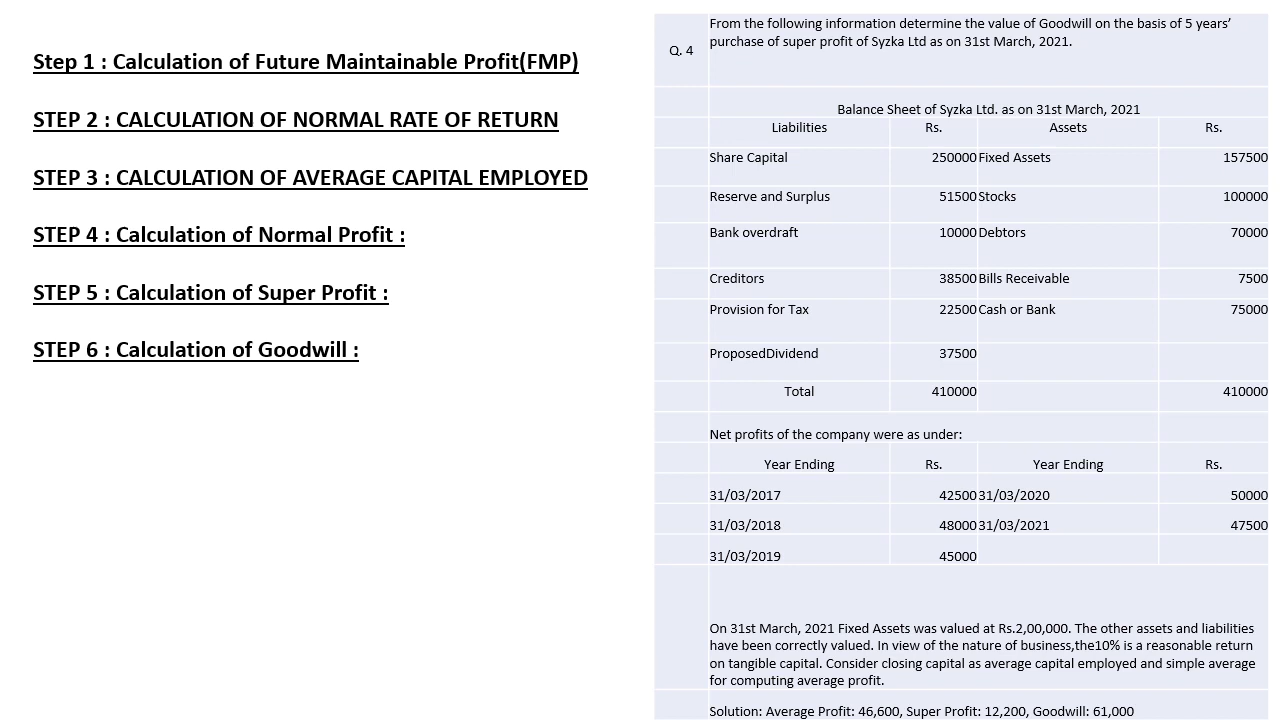 Step 1 : Calculation of Future Maintainable Profit(FMP)
STEP 2 : CALCULATION OF NORMAL RATE OF RETURN
STEP 3 : CALCULATION OF AVERAGE CAPITAL EMPLOYED
STEP 4 : Calculation of Normal Profit :
STEP 5 : Calculation of Super Profit :
STEP 6 : Calculation of Goodwill :
Q. 4
From the following information determine the value of Goodwill on the basis of 5 years'
purchase of super profit of Syzka Ltd as on 31st March, 2021.
Balance Sheet of Syzka Ltd. as on 31st March, 2021
Liabilities Rs. Assets Rs.
Share Capital 250000 Fixed Assets 157500
Reserve and Surplus 51500 Stocks 100000
Bank overdraft 10000 Debtors 70000
Creditors 38500 Bills Receivable 7500
Provision for Tax 22500 Cash or Bank 75000
ProposedDividend 37500
Total 410000 410000
Net profits of the company were as under:
Year Ending Rs. Year Ending Rs.
31/03/2017 42500 31/03/2020 50000
31/03/2018 48000 31/03/2021 47500
31/03/2019 45000
On 31st March, 2021 Fixed Assets was valued at Rs.2,00,000. The other assets and liabilities
have been correctly valued. In view of the nature of business,the10% is a reasonable return
on tangible capital. Consider closing capital as average capital employed and simple average
for computing average profit.
Solution: Average Profit: 46,600, Super Profit: 12,200, Goodwill: 61,000